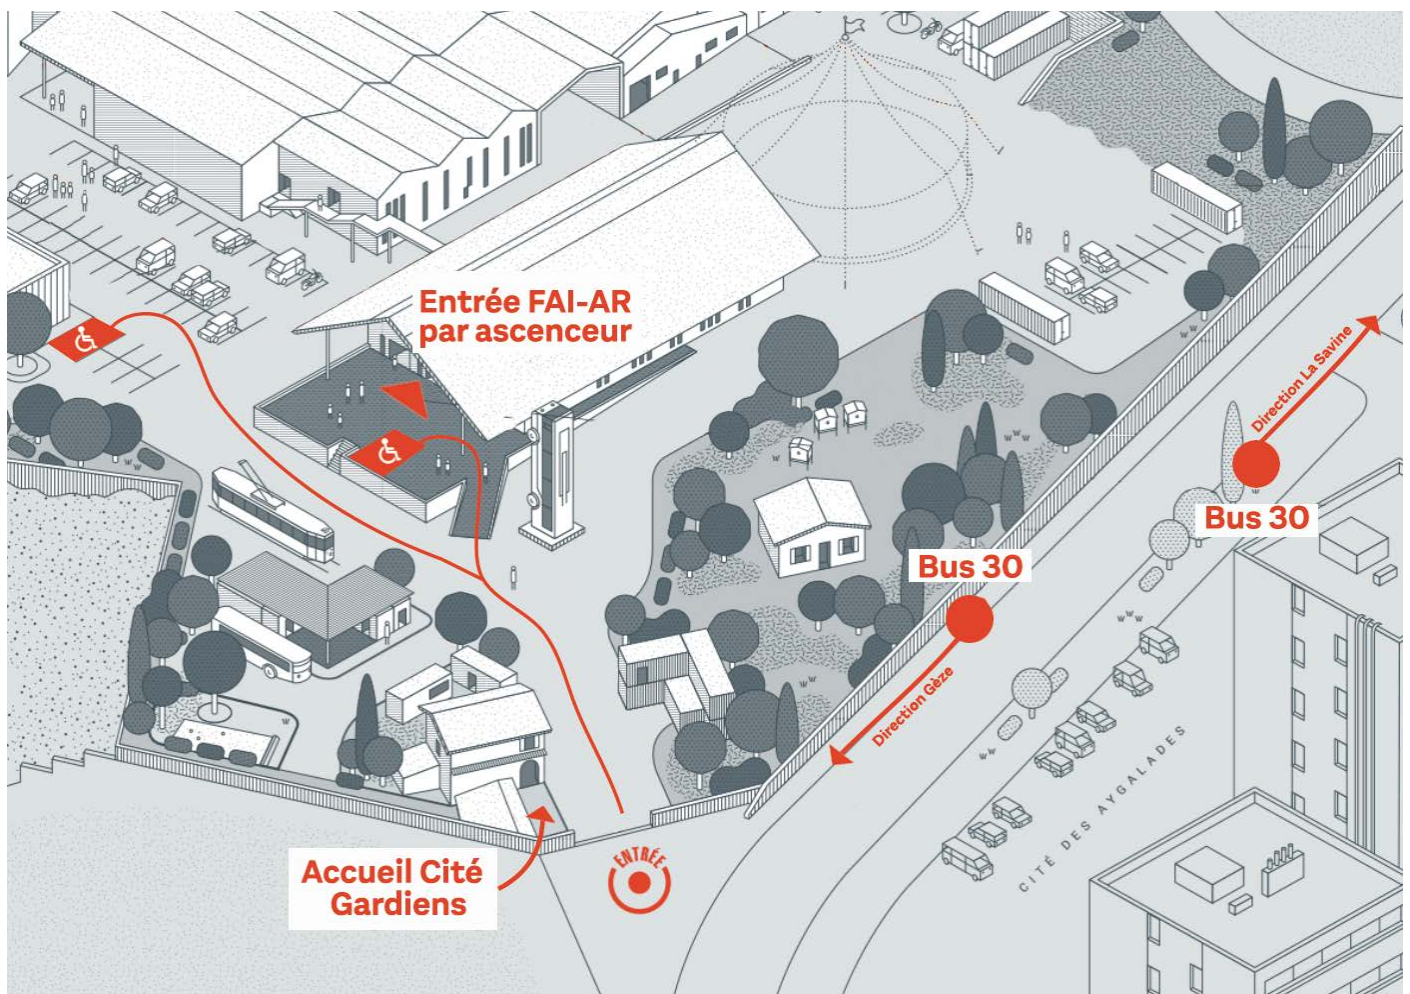 Entrée FAI-AR
par ascenceur
Direction La Savine
Bus 30
Bus 30
Direction Gèze
CITÉ DES AYGALADES
ENTRÉE
Accueil Cité
Gardiens